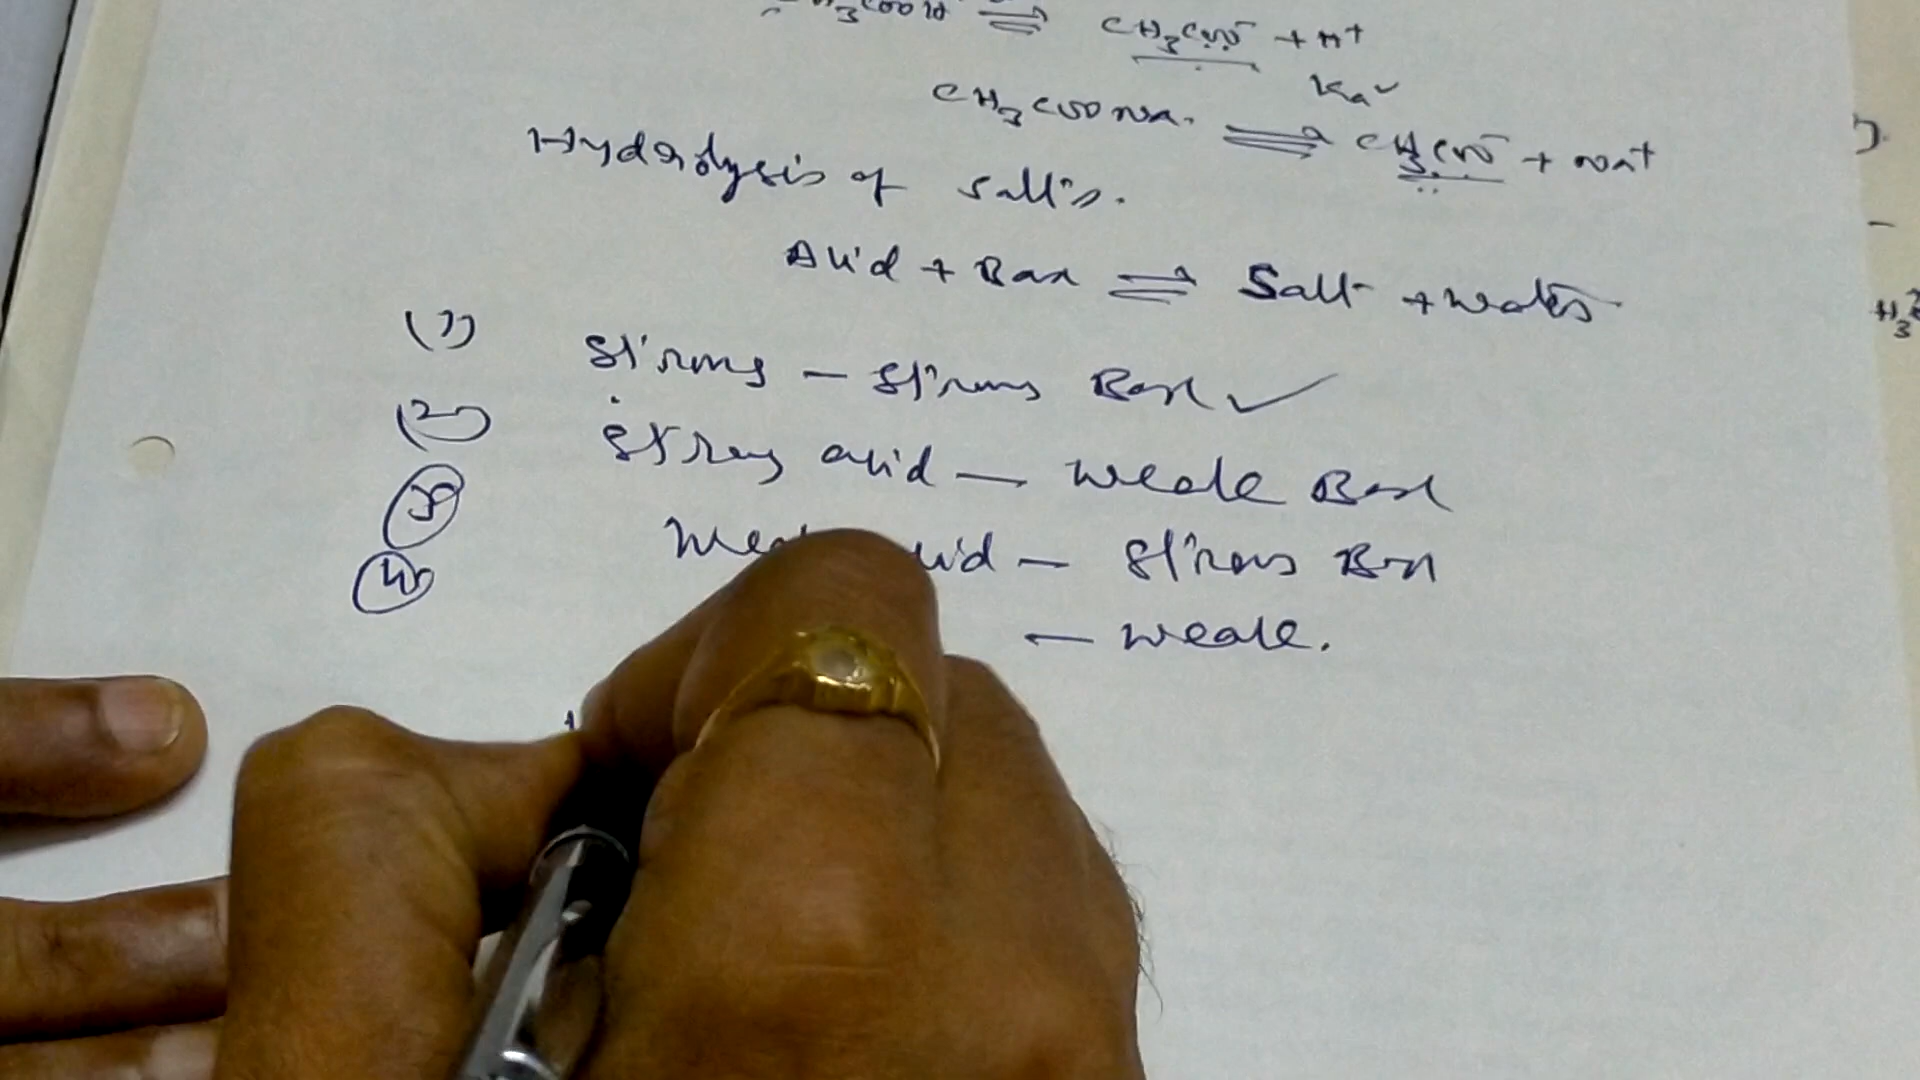 CH3COOH ⇌ CH3COO- + H+
Ka ✓
CH3COONa. ⇌ CH3COO- + Na+
Hydrolysis of salts.
Acid + Base ⇌ Salt + water
(1) Strong - Strong Base ✓
(2) Strong acid - weak Base
(3) acid - Strong Base
(4) - weak.